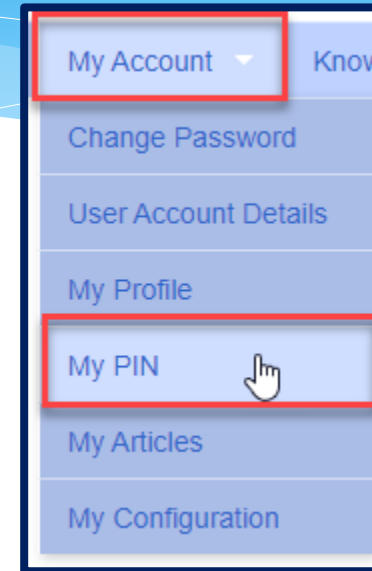 My Account
Change Password
User Account Details
My Profile
My PIN
My Articles
My Configuration